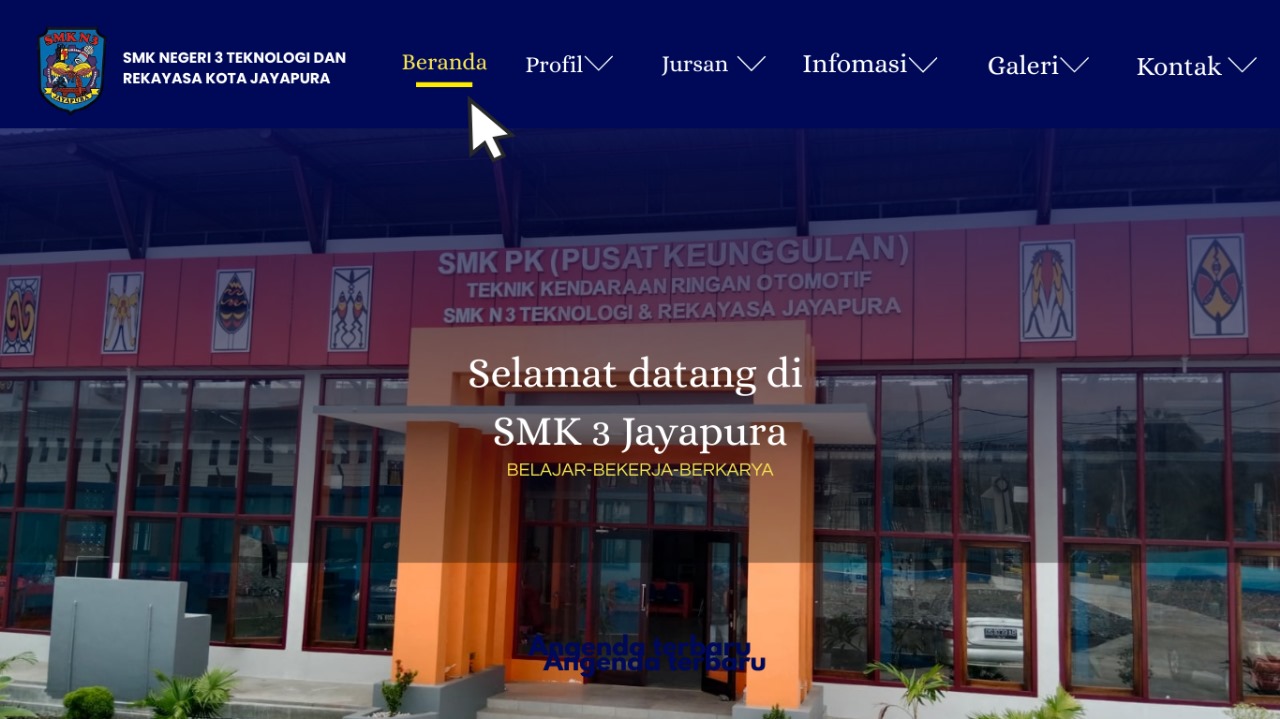 SMK N 3
JAYAPURA
SMK NEGERI 3 TEKNOLOGI DAN
REKAYASA KOTA JAYAPURA
Beranda
Profil
Jursan
Infomasi
Galeri
Kontak
SMK PK (PUSAT KEUNGGULAN)
TEKNIK KENDARAAN RINGAN OTOMOTIF
SMK N 3 TEKNOLOGI & REKAYASA JAYAPURA
Selamat datang di
SMK 3 Jayapura
BELAJAR-BEKERJA-BERKARYA
Angenda terbaru
Angenda terbaru